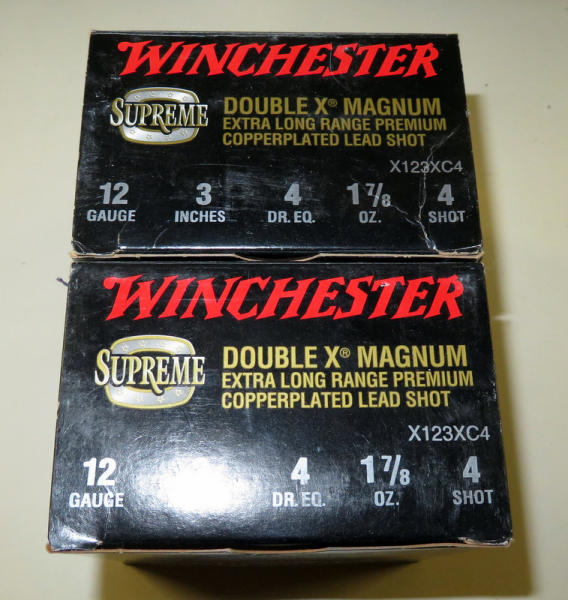 WINCHESTER
SUPREME
DOUBLE X® MAGNUM
EXTRA LONG RANGE PREMIUM
COPPERPLATED LEAD SHOT
X123XC4
12 3 4 1 7/8 4
GAUGE INCHES DR. EQ. OZ. SHOT
WINCHESTER
SUPREME
DOUBLE X® MAGNUM
EXTRA LONG RANGE PREMIUM
COPPERPLATED LEAD SHOT
X123XC4
12 4 1 7/8 4
GAUGE DR. EQ. OZ. SHOT